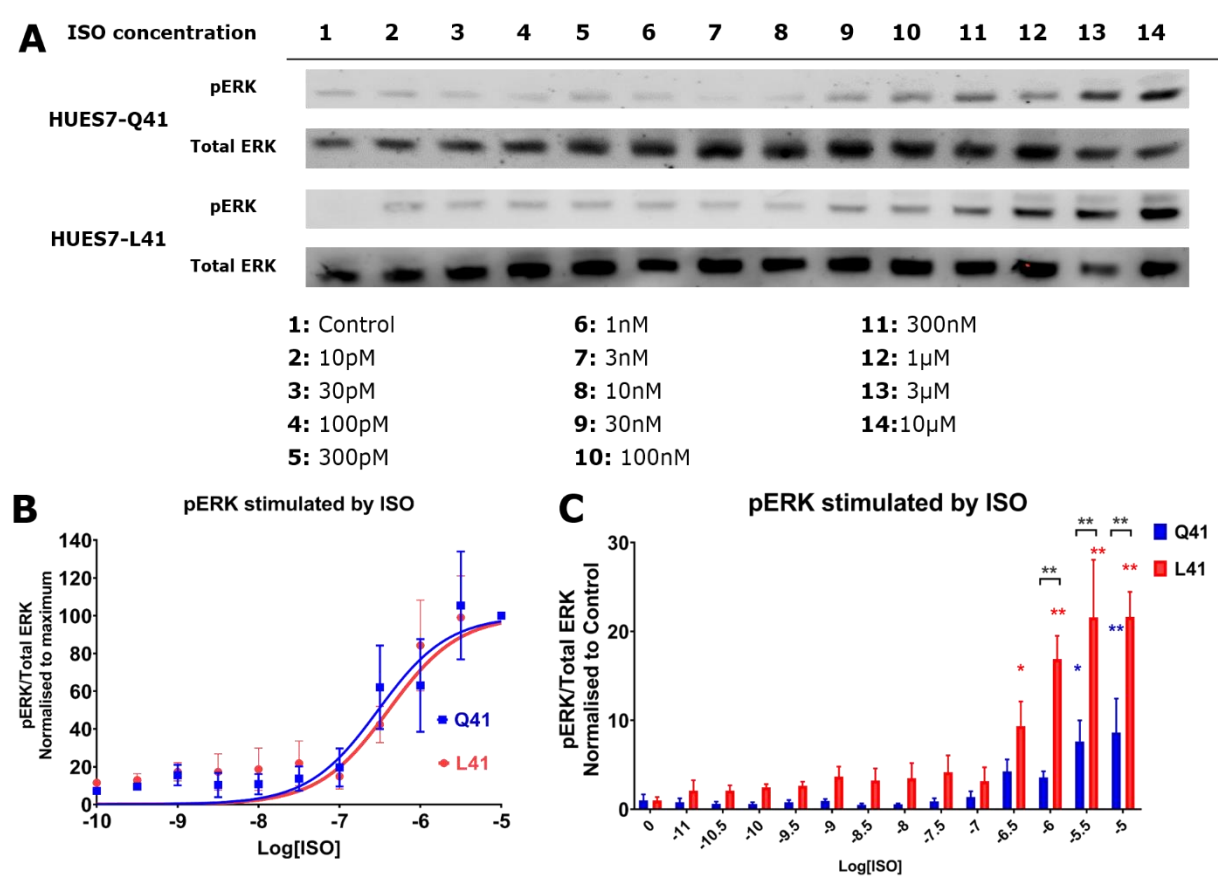 A ISO concentration 1 2 3 4 5 6 7 8 9 10 11 12 13 14
pERK
HUES7-Q41
Total ERK
pERK
HUES7-L41
Total ERK
1: Control
2: 10pM
3: 30pM
4: 100pM
5: 300pM
6: 1nM
7: 3nM
8: 10nM
9: 30nM
10: 100nM
11: 300nM
12: 1µM
13: 3µM
14:10µM
B
pERK stimulated by ISO
pERK/Total ERK
Normalised to maximum
140
120
100
80
60
40
20
0
-10 -9 -8 -7 -6 -5
Log[ISO]
Q41
L41
C
pERK stimulated by ISO
pERK/Total ERK
Normalised to Control
30
20
10
0
** **
** **
** **
* *
**
Q41
L41
0 -11 -10.5 -10 -9.5 -9 -8.5 -8 -7.5 -7 -6.5 -6 -5.5 -5
Log[ISO]